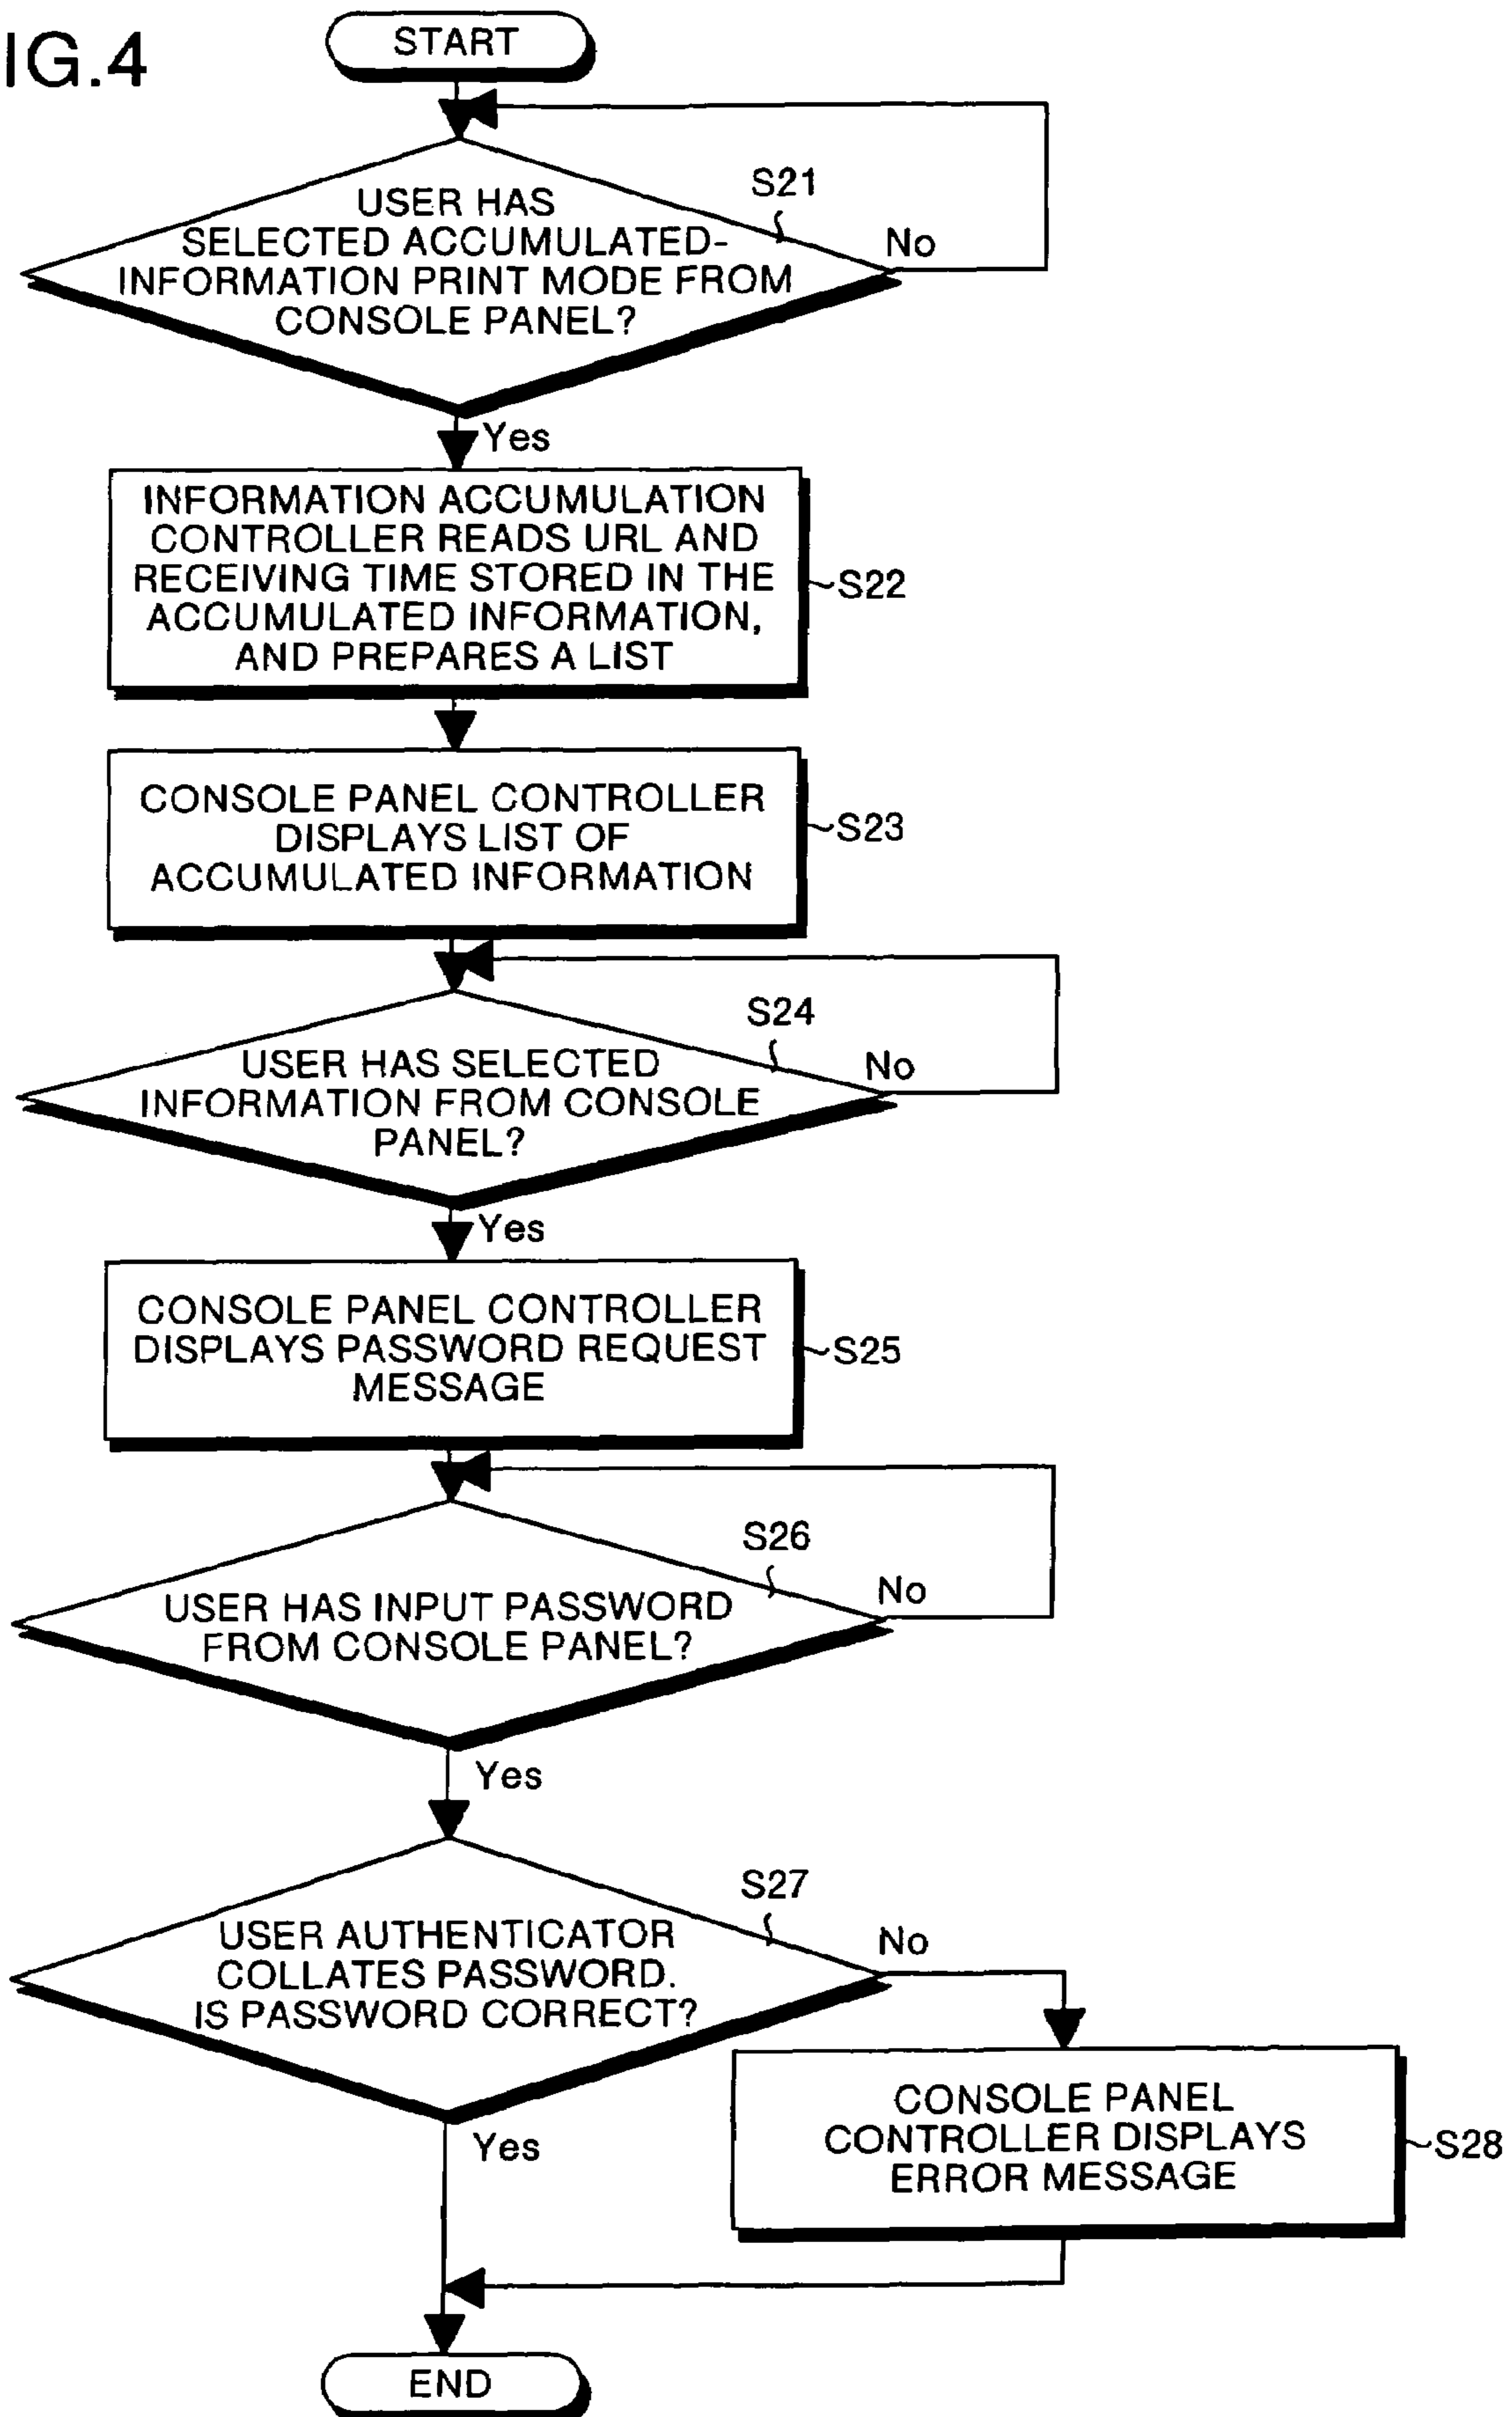 IG.4
START
USER HAS
SELECTED ACCUMULATED-
INFORMATION PRINT MODE FROM
CONSOLE PANEL?
S21
No
Yes
INFORMATION ACCUMULATION
CONTROLLER READS URL AND
RECEIVING TIME STORED IN THE
ACCUMULATED INFORMATION,
AND PREPARES A LIST
S22
CONSOLE PANEL CONTROLLER
DISPLAYS LIST OF
ACCUMULATED INFORMATION
S23
USER HAS SELECTED
INFORMATION FROM CONSOLE
PANEL?
S24
No
Yes
CONSOLE PANEL CONTROLLER
DISPLAYS PASSWORD REQUEST
MESSAGE
S25
USER HAS INPUT PASSWORD
FROM CONSOLE PANEL?
S26
No
Yes
USER AUTHENTICATOR
COLLATES PASSWORD.
IS PASSWORD CORRECT?
S27
No
Yes
CONSOLE PANEL
CONTROLLER DISPLAYS
ERROR MESSAGE
S28
END